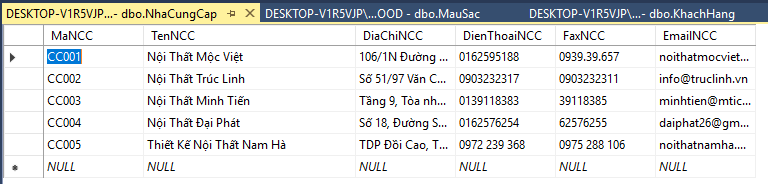 DESKTOP-V1R5VJP...- dbo.NhaCungCap DESKTOP-V1R5VJP\...OOD - dbo.MauSac DESKTOP-V1R5VJP\...- dbo.KhachHang
MaNCC TenNCC DiaChiNCC DienThoaiNCC FaxNCC EmailNCC
CC001 Nội Thất Mộc Việt 106/1N Đường ... 0162595188 0939.39.657 noithatmocviet...
CC002 Nội Thất Trúc Linh Số 51/97 Văn C... 0903232317 0903232311 info@truclinh.vn
CC003 Nội Thất Minh Tiến Tầng 9, Tòa nh... 0139118383 39118385 minhtien@mtic...
CC004 Nội Thất Đại Phát Số 18, Đường S... 0162576254 62576255 daiphat26@gm...
CC005 Thiết Kế Nội Thất Nam Hà TDP Đồi Cao, T... 0972 239 368 0975 288 106 noithatnamha....
NULL NULL NULL NULL NULL NULL